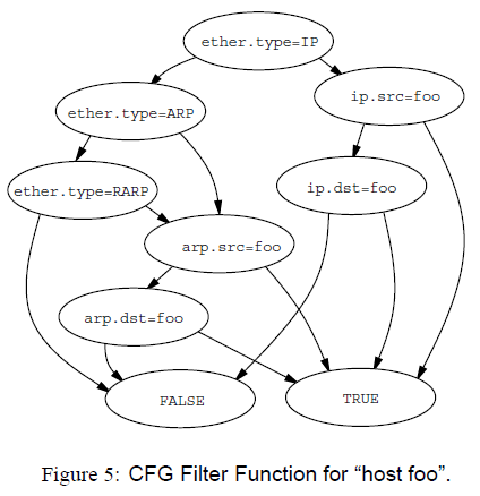 ether.type=IP
ip.src=foo
ether.type=ARP
ether.type=RARP
ip.dst=foo
arp.src=foo
arp.dst=foo
FALSE
TRUE
Figure 5: CFG Filter Function for “host foo”.